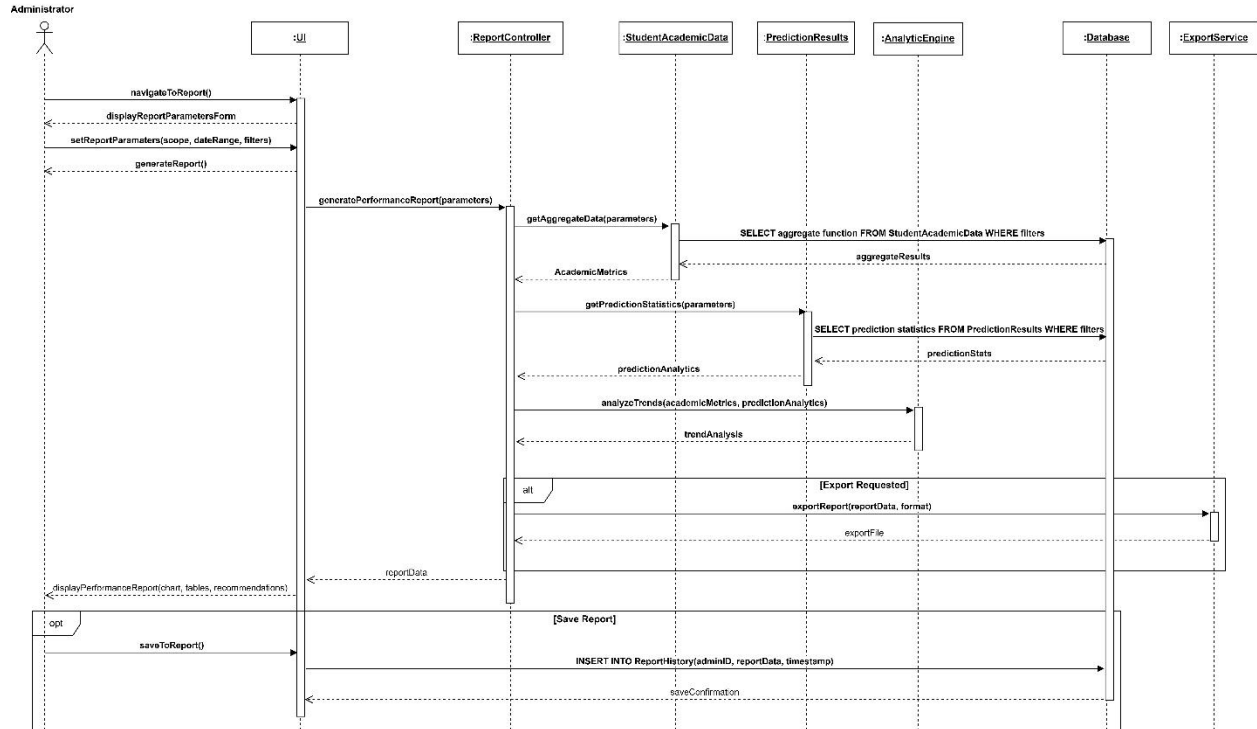 Administrator
:UI
:ReportController
:StudentAcademicData
:PredictionResults
:AnalyticEngine
:Database
:ExportService
navigateToReport()
displayReportParametersForm
setReportParamaters(scope, dateRange, filters)
generateReport()
generatePerformanceReport(parameters)
getAggregateData(parameters)
SELECT aggregate function FROM StudentAcademicData WHERE filters
aggregateResults
AcademicMetrics
getPredictionStatistics(parameters)
SELECT prediction statistics FROM PredictionResults WHERE filters
predictionStats
predictionAnalytics
analyzeTrends(academicMetrics, predictionAnalytics)
trendAnalysis
alt
[Export Requested]
exportReport(reportData, format)
exportFile
reportData
displayPerformanceReport(chart, tables, recommendations)
opt
[Save Report]
saveToReport()
INSERT INTO ReportHistory(adminID, reportData, timestamp)
saveConfirmation